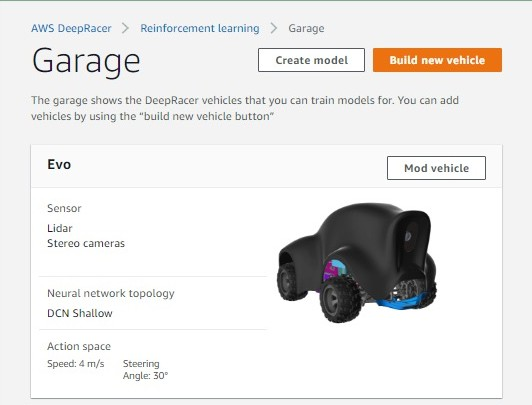 AWS DeepRacer > Reinforcement learning > Garage
Garage
Create model
Build new vehicle
The garage shows the DeepRacer vehicles that you can train models for. You can add
vehicles by using the “build new vehicle button”
Evo
Mod vehicle
Sensor
Lidar
Stereo cameras
Neural network topology
DCN Shallow
Action space
Speed: 4 m/s
Steering
Angle: 30°